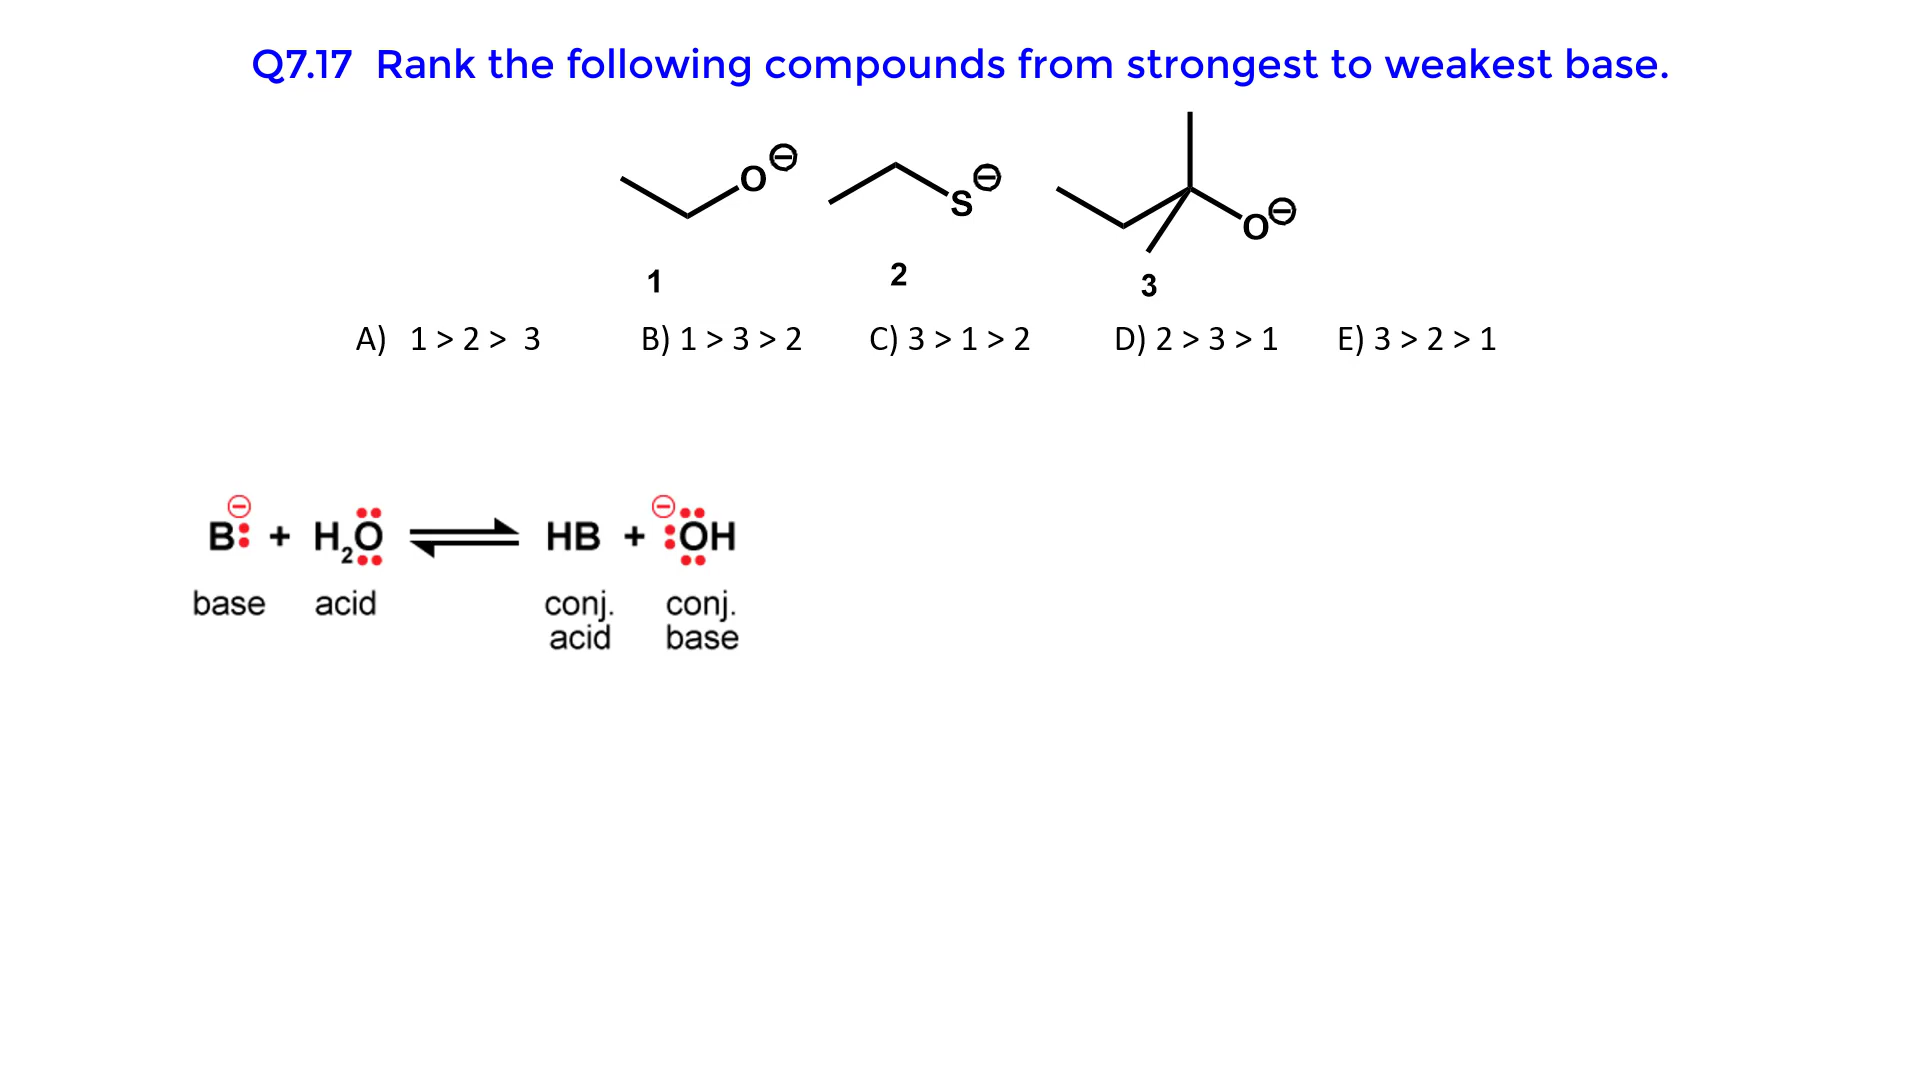 Q7.17 Rank the following compounds from strongest to weakest base.
O⊖ S⊖ O⊖
1 2 3
A) 1 > 2 > 3 B) 1 > 3 > 2 C) 3 > 1 > 2 D) 2 > 3 > 1 E) 3 > 2 > 1
B:⊖ + H₂O ⇌ HB + ⊖:OH
base acid conj. acid conj. base